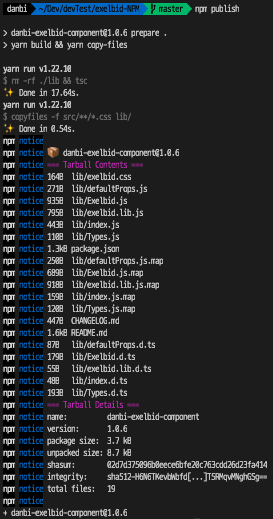 danbi ~/Dev/devTest/exelbid-NPM master npm publish
> danbi-exelbid-component@1.0.6 prepare .
> yarn build && yarn copy-files
yarn run v1.22.10
$ rm -rf ./lib && tsc
✨ Done in 17.64s.
yarn run v1.22.10
$ copyfiles -f src/**/*.css lib/
✨ Done in 0.54s.
npm notice
npm notice 📦 danbi-exelbid-component@1.0.6
npm notice === Tarball Contents ===
npm notice 164B lib/exelbid.css
npm notice 271B lib/defaultProps.js
npm notice 935B lib/Exelbid.js
npm notice 795B lib/exelbid.lib.js
npm notice 443B lib/index.js
npm notice 110B lib/Types.js
npm notice 1.3kB package.json
npm notice 250B lib/defaultProps.js.map
npm notice 689B lib/Exelbid.js.map
npm notice 918B lib/exelbid.lib.js.map
npm notice 159B lib/index.js.map
npm notice 120B lib/Types.js.map
npm notice 447B CHANGELOG.md
npm notice 1.6kB README.md
npm notice 87B lib/defaultProps.d.ts
npm notice 179B lib/Exelbid.d.ts
npm notice 55B lib/exelbid.lib.d.ts
npm notice 48B lib/index.d.ts
npm notice 193B lib/Types.d.ts
npm notice === Tarball Details ===
npm notice name: danbi-exelbid-component
npm notice version: 1.0.6
npm notice package size: 3.7 kB
npm notice unpacked size: 8.7 kB
npm notice shasum: 02d7d375096b0eece6bfe20c763cdd26d23fa414
npm notice integrity:
npm notice total files: 19
npm notice
+ danbi-exelbid-component@1.0.6